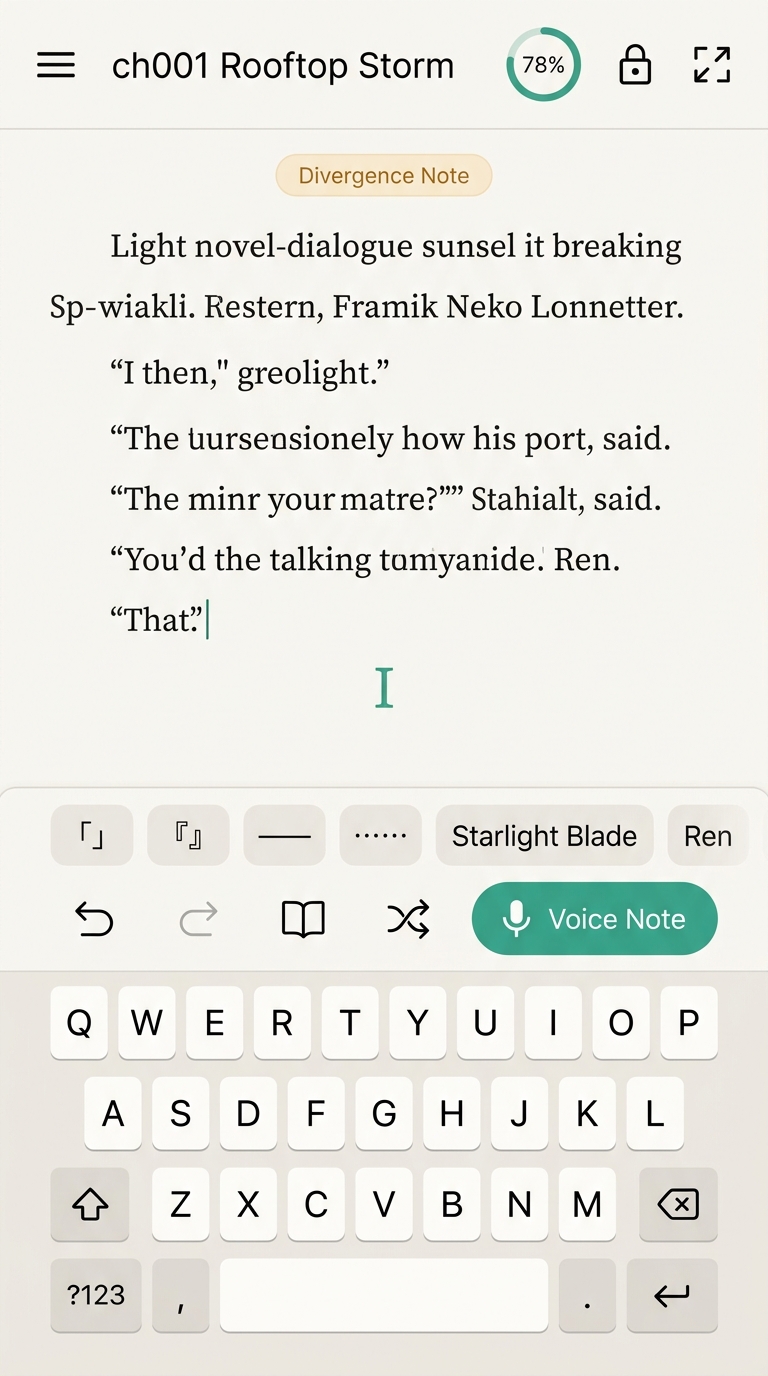 ch001 Rooftop Storm
78%
Divergence Note
Light novel-dialogue sunsel it breaking
Sp-wiakli. Restern, Framik Neko Lonnetter.
“I then," greolight.”
“The uursensionely how his port, said.
“The minr your matre?”” Stahialt, said.
“You’d the talking tomyanide. Ren.
“That.”
「」 『』 —— …… Starlight Blade Ren
Voice Note
Q W E R T Y U I O P
A S D F G H J K L
Z X C V B N M
?123 , .